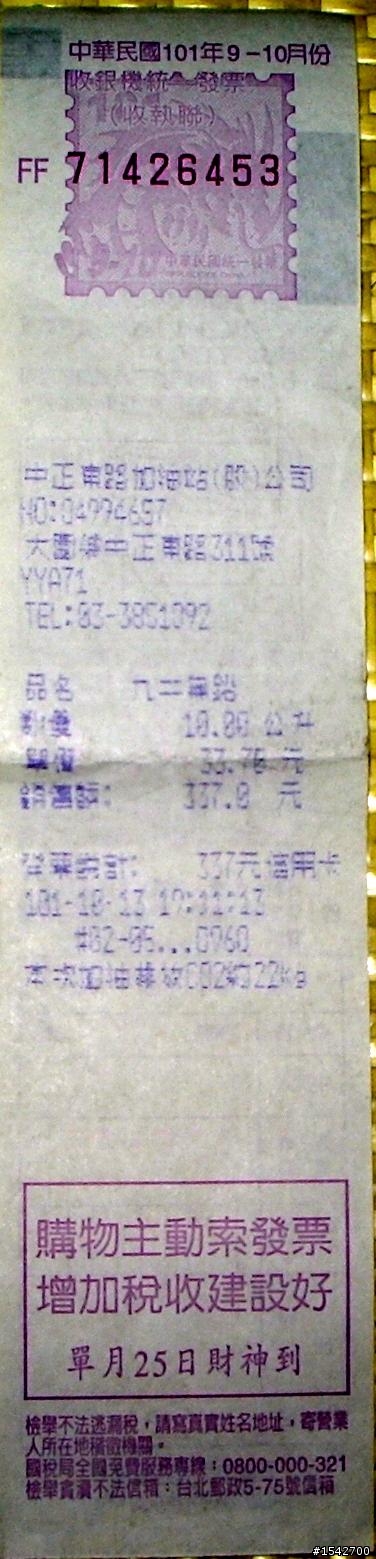 中華民國101年9-10月份
收銀機統一發票
(收執聯)
FF 71426453
中華民國統一發票
中正東路加油站(股)公司
NO:04994657
大園鄉中正東路311號
YYA71
TEL:03-3851092
品名 九二無鉛
數量 10.00 公升
單價 33.70 元
銷售額: 337.0 元
發票總計: 337元信用卡
101-10-13 19:11:13
#02-05...0960
本次加油排放CO2約22kg
購物主動索發票
增加稅收建設好
單月25日財神到
檢舉不法逃漏稅，請寫真實姓名地址，寄營業
人所在地稽徵機關。
國稅局全國免費服務專線：0800-000-321
檢舉貪瀆不法信箱：台北郵政5-75號信箱
#1542700